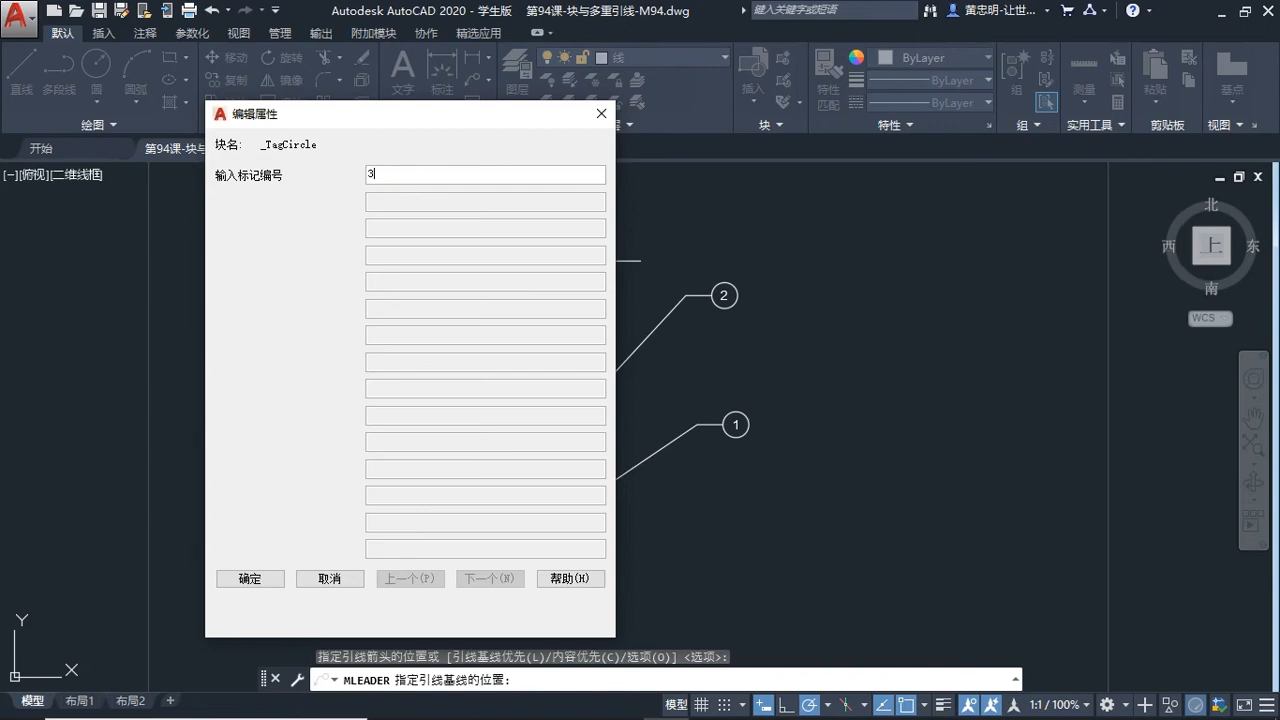 Autodesk AutoCAD 2020 - 学生版 第94课-块与多重引线-M94.dwg
键入关键字或短语
黄忠明-让世...
默认 插入 注释 参数化 视图 管理 输出 附加模块 协作 精选应用
直线 多段线 圆 圆弧
移动 旋转
复制 镜像
文字 标注
图层
线
插入
特性
匹配
ByLayer
ByLayer
ByLayer
组
测量
粘贴
基点
绘图 块 特性 组 实用工具 剪贴板 视图
开始 第94课-块与
[-][俯视][二维线框]
编辑属性
块名: _TagCircle
输入标记编号 3
确定 取消 上一个(P) 下一个(N) 帮助(H)
2
1
北
西 上 东
南
WCS
Y
X
指定引线箭头的位置或 [引线基线优先(L)/内容优先(C)/选项(O)] <选项>:
MLEADER 指定引线基线的位置:
模型 布局1 布局2 +
模型 1:1 / 100%